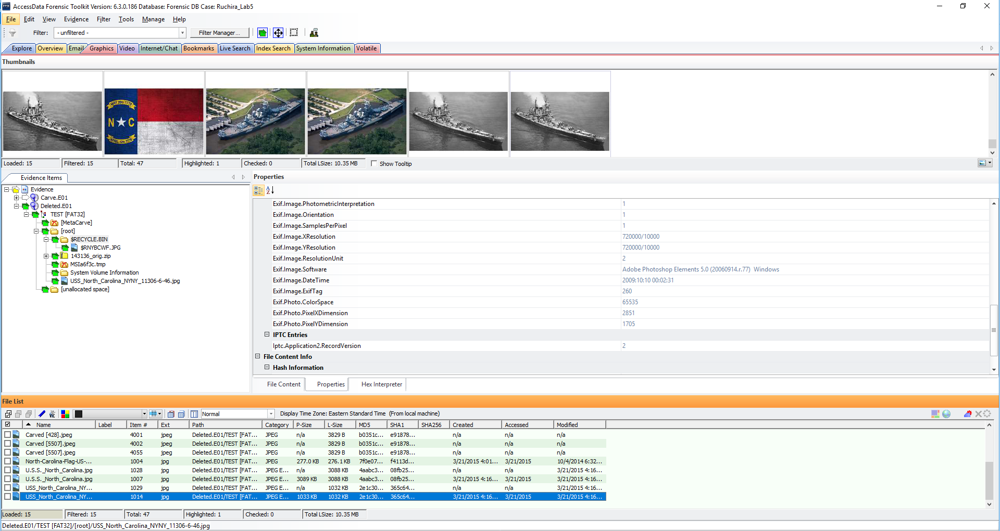 AccessData Forensic Toolkit Version: 6.3.0.186 Database: Forensic DB Case: Ruchira_Lab5
File Edit View Evidence Filter Tools Manage Help
Filter: - unfiltered - Filter Manager...
Explore Overview Email Graphics Video Internet/Chat Bookmarks Live Search Index Search System Information Volatile
Thumbnails
MAY 20th 1775
N C
APRIL 12th 1776
Loaded: 15 Filtered: 15 Total: 47 Highlighted: 1 Checked: 0 Total LSize: 10.35 MB Show Tooltip
Evidence Items
Evidence
Carve.E01
Deleted.E01
TEST [FAT32]
[MetaCarve]
[root]
$RECYCLE.BIN
$RNYBCWF.JPG
143136_orig.zip
MSIa6f3c.tmp
System Volume Information
USS_North_Carolina_NYNY_11306-6-46.jpg
[unallocated space]
Properties
Exif.Image.PhotometricInterpretation 1
Exif.Image.Orientation 1
Exif.Image.SamplesPerPixel 1
Exif.Image.XResolution 720000/10000
Exif.Image.YResolution 720000/10000
Exif.Image.ResolutionUnit 2
Exif.Image.Software Adobe Photoshop Elements 5.0 (20060914.r.77)  Windows
Exif.Image.DateTime 2009:10:10 00:02:31
Exif.Image.ExifTag 260
Exif.Photo.ColorSpace 65535
Exif.Photo.PixelXDimension 2851
Exif.Photo.PixelYDimension 1705
IPTC Entries
Iptc.Application2.RecordVersion 2
File Content Info
Hash Information
File Content Properties Hex Interpreter
File List
Normal Display Time Zone: Eastern Standard Time  (From local machine)
Name Label Item # Ext Path Category P-Size L-Size MD5 SHA1 SHA256 Created Accessed Modified
Carved [428].jpeg 4001 jpeg Deleted.E01/TEST [FAT... JPEG n/a 3829 B b0351c... e91878... n/a n/a n/a
Carved [5507].jpeg 4002 jpeg Deleted.E01/TEST [FAT... JPEG n/a 3829 B b0351c... e91878... n/a n/a n/a
Carved [5507].jpeg 4055 jpeg Deleted.E01/TEST [FAT... JPEG n/a 3829 B b0351c... e91878... n/a n/a n/a
North-Carolina-Flag-US-... 1004 jpg Deleted.E01/TEST [FAT... JPEG 277.0 KB 276.1 KB 7f0e07... f4113d... 3/21/2015 4:01... 3/21/2015 10/4/2014 6:32...
U.S.S._North_Carolina.jpg 1028 jpg Deleted.E01/TEST [FAT... JPEG E... n/a 3088 KB 4aabc3... 08fb25... n/a n/a 3/21/2015 4:16...
U.S.S._North_Carolina.jpg 1007 jpg Deleted.E01/TEST [FAT... JPEG E... 3089 KB 3088 KB 4aabc3... 08fb25... 3/21/2015 4:16... 3/21/2015 3/21/2015 4:16...
USS_North_Carolina_NY... 1029 jpg Deleted.E01/TEST [FAT... JPEG E... n/a 1032 KB 2e1c30... 365c64... n/a n/a 3/21/2015 4:16...
USS_North_Carolina_NY... 1014 jpg Deleted.E01/TEST [FAT... JPEG E... 1033 KB 1032 KB 2e1c30... 365c64... 3/21/2015 4:16... 3/21/2015 3/21/2015 4:16...
Loaded: 15 Filtered: 15 Total: 47 Highlighted: 1 Checked: 0 Total LSize: 10.35 MB
Deleted.E01/TEST [FAT32]/[root]/USS_North_Carolina_NYNY_11306-6-46.jpg